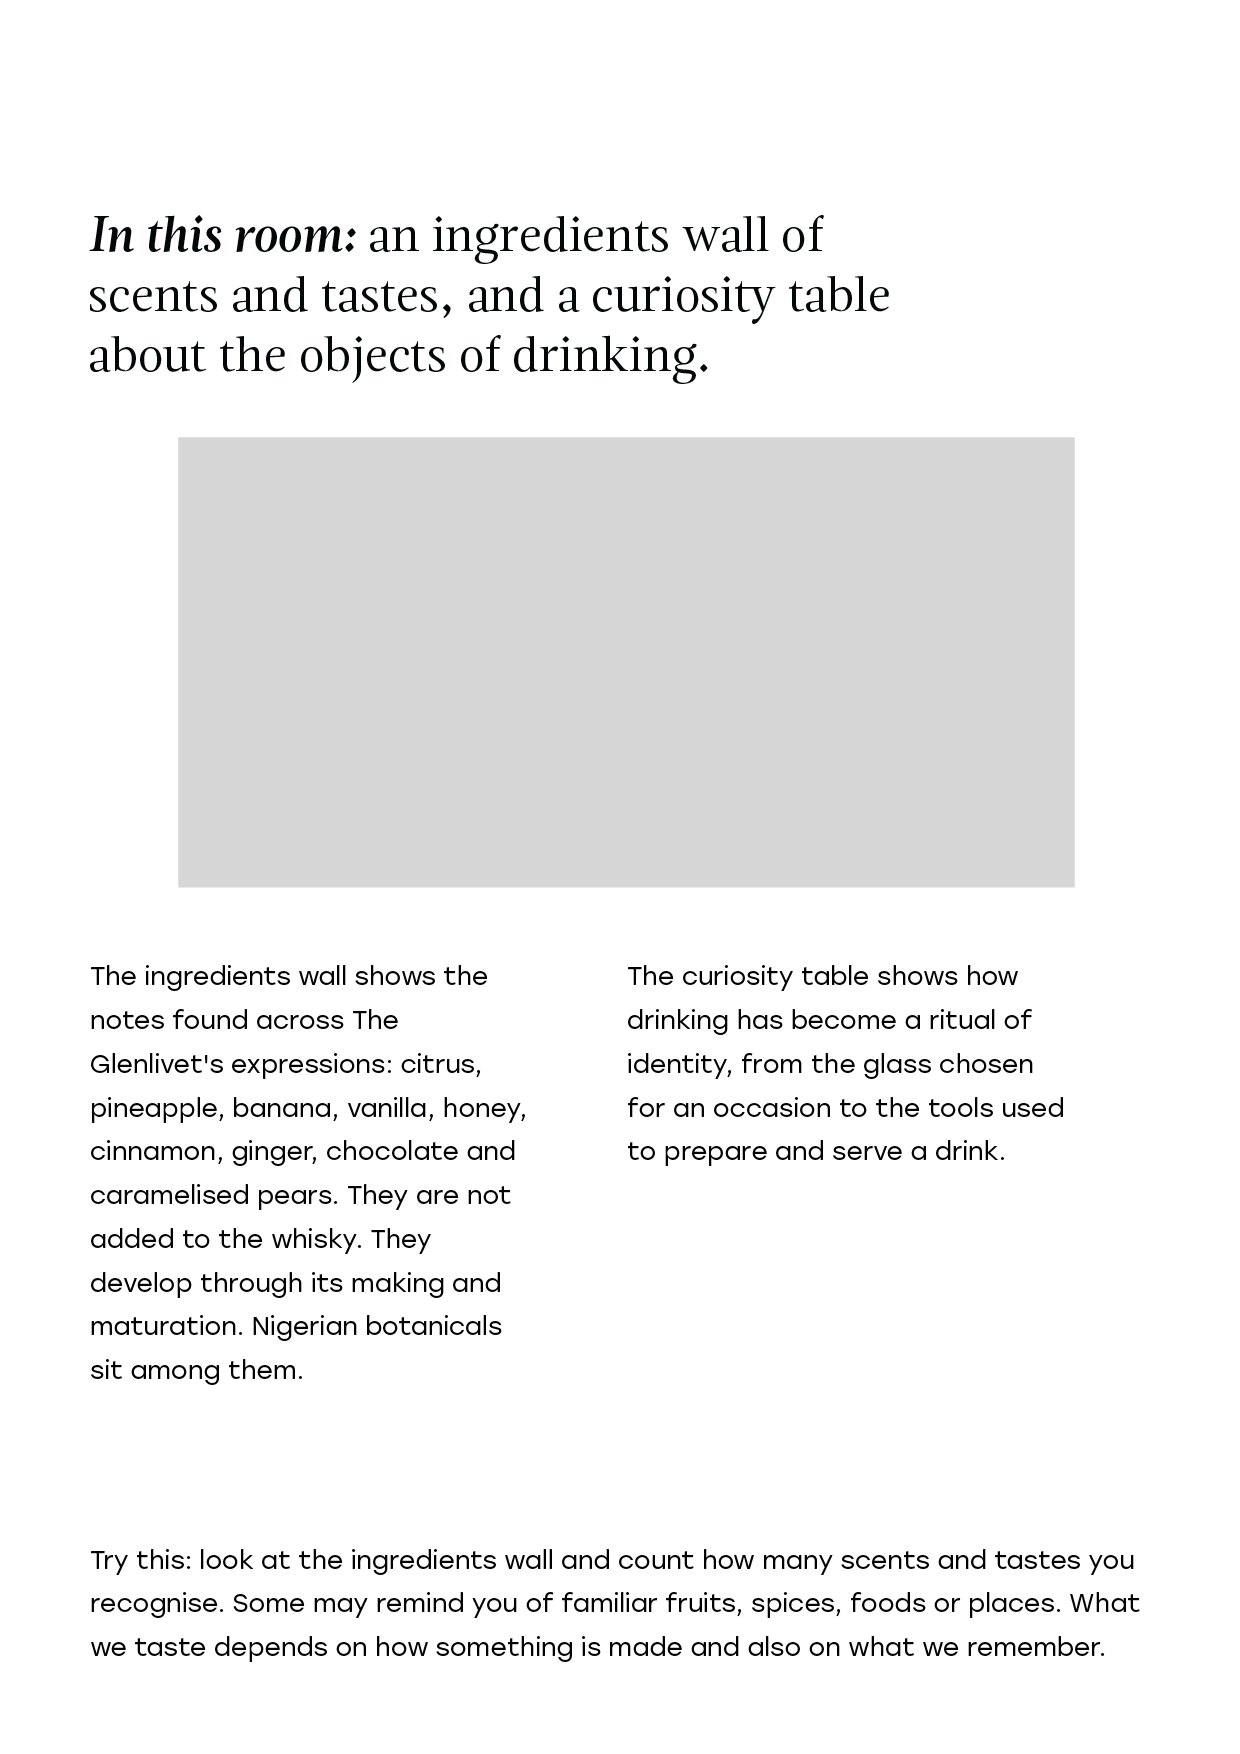 In this room: an ingredients wall of
scents and tastes, and a curiosity table
about the objects of drinking.
The ingredients wall shows the
notes found across The
Glenlivet's expressions: citrus,
pineapple, banana, vanilla, honey,
cinnamon, ginger, chocolate and
caramelised pears. They are not
added to the whisky. They
develop through its making and
maturation. Nigerian botanicals
sit among them.
The curiosity table shows how
drinking has become a ritual of
identity, from the glass chosen
for an occasion to the tools used
to prepare and serve a drink.
Try this: look at the ingredients wall and count how many scents and tastes you
recognise. Some may remind you of familiar fruits, spices, foods or places. What
we taste depends on how something is made and also on what we remember.